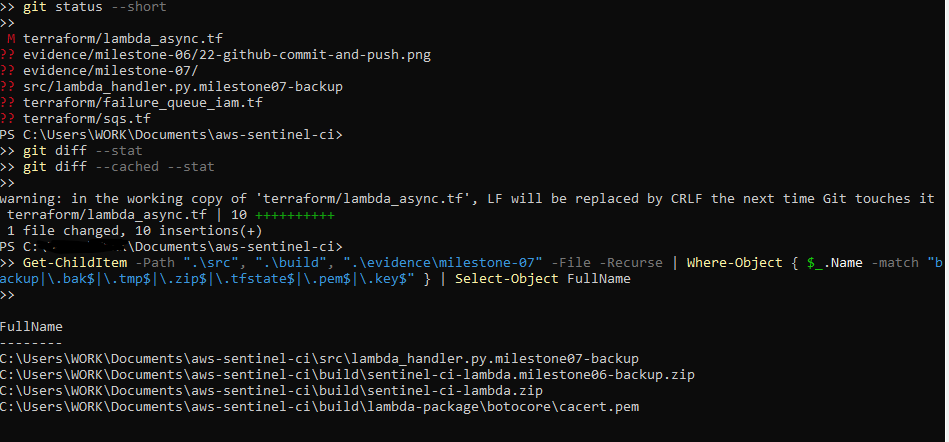 >> git status --short
>>
 M terraform/lambda_async.tf
?? evidence/milestone-06/22-github-commit-and-push.png
?? evidence/milestone-07/
?? src/lambda_handler.py.milestone07-backup
?? terraform/failure_queue_iam.tf
?? terraform/sqs.tf
PS C:\Users\WORK\Documents\aws-sentinel-ci>
>> git diff --stat
>> git diff --cached --stat
>>
warning: in the working copy of 'terraform/lambda_async.tf', LF will be replaced by CRLF the next time Git touches it
 terraform/lambda_async.tf | 10 ++++++++++
 1 file changed, 10 insertions(+)
PS C:\Documents\aws-sentinel-ci>
>> Get-ChildItem -Path ".\src", ".\build", ".\evidence\milestone-07" -File -Recurse | Where-Object { $_.Name -match "b
ackup|\.bak$|\.tmp$|\.zip$|\.tfstate$|\.pem$|\.key$" } | Select-Object FullName
>>
FullName
--------
C:\Users\WORK\Documents\aws-sentinel-ci\src\lambda_handler.py.milestone07-backup
C:\Users\WORK\Documents\aws-sentinel-ci\build\sentinel-ci-lambda.milestone06-backup.zip
C:\Users\WORK\Documents\aws-sentinel-ci\build\sentinel-ci-lambda.zip
C:\Users\WORK\Documents\aws-sentinel-ci\build\lambda-package\botocore\cacert.pem